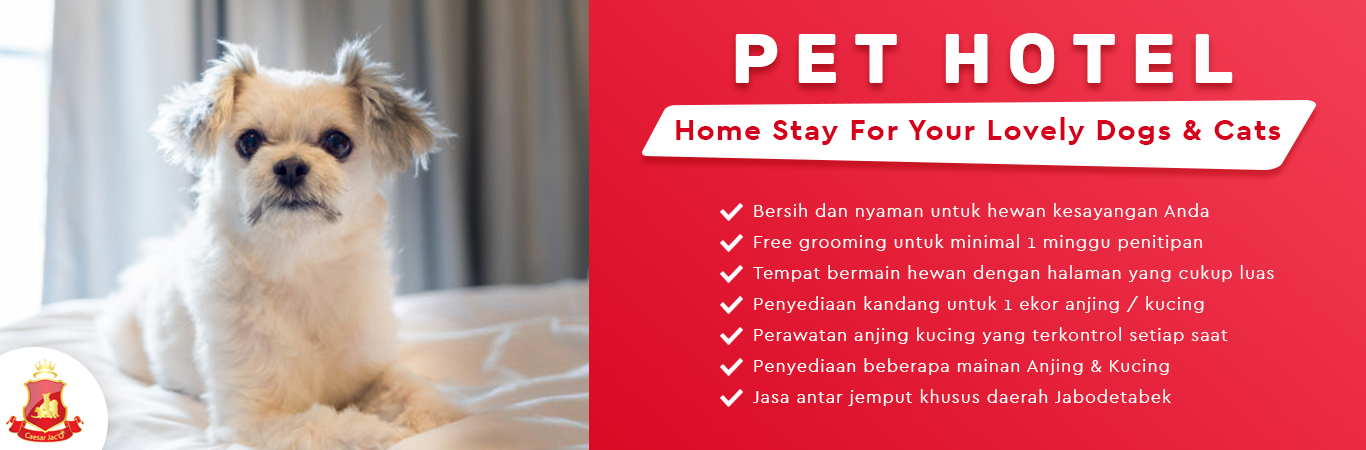 PET HOTEL
Home Stay For Your Lovely Dogs & Cats
Bersih dan nyaman untuk hewan kesayangan Anda
Free grooming untuk minimal 1 minggu penitipan
Tempat bermain hewan dengan halaman yang cukup luas
Penyediaan kandang untuk 1 ekor anjing / kucing
Perawatan anjing kucing yang terkontrol setiap saat
Penyediaan beberapa mainan Anjing & Kucing
Jasa antar jemput khusus daerah Jabodetabek
Caesar Jac'O